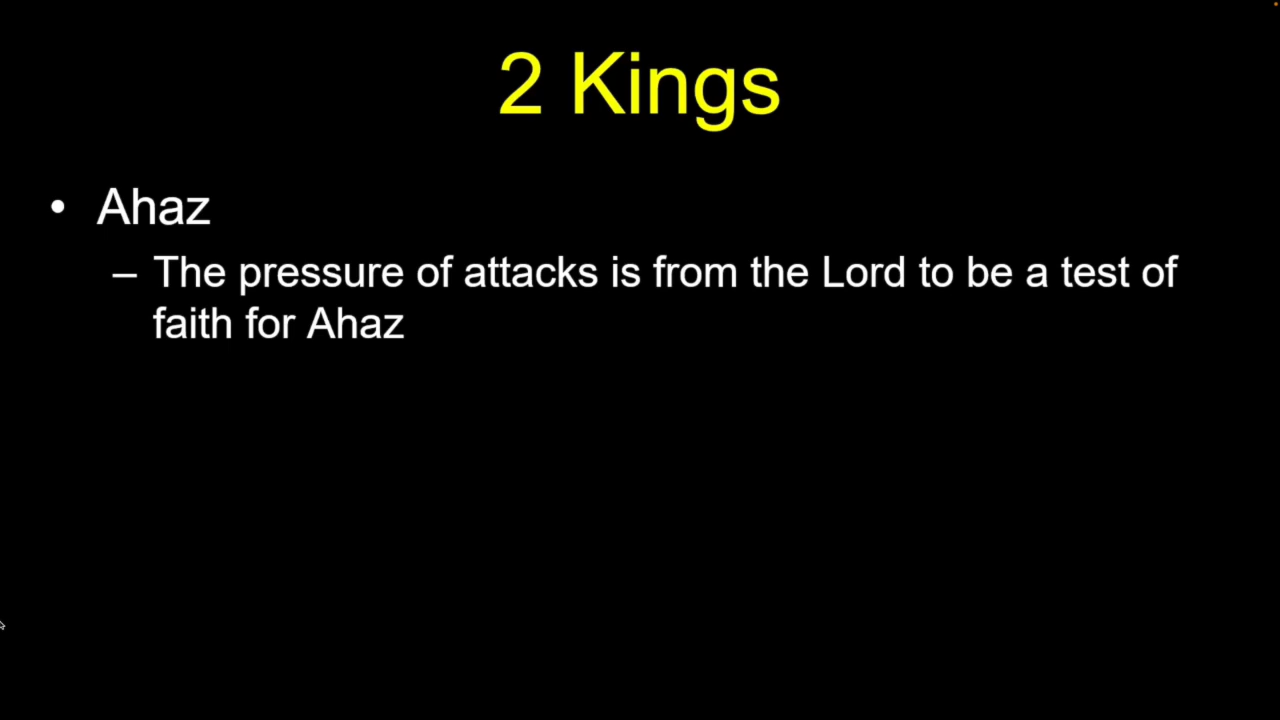 2 Kings
• Ahaz
– The pressure of attacks is from the Lord to be a test of
faith for Ahaz